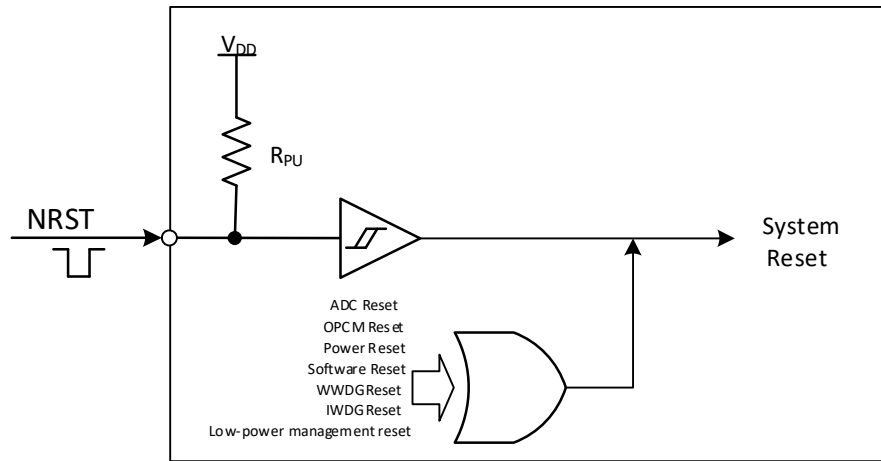 VDD
RPU
NRST
System
Reset
ADC Reset
OPCM Reset
Power Reset
Software Reset
WWDG Reset
IWDG Reset
Low-power management reset